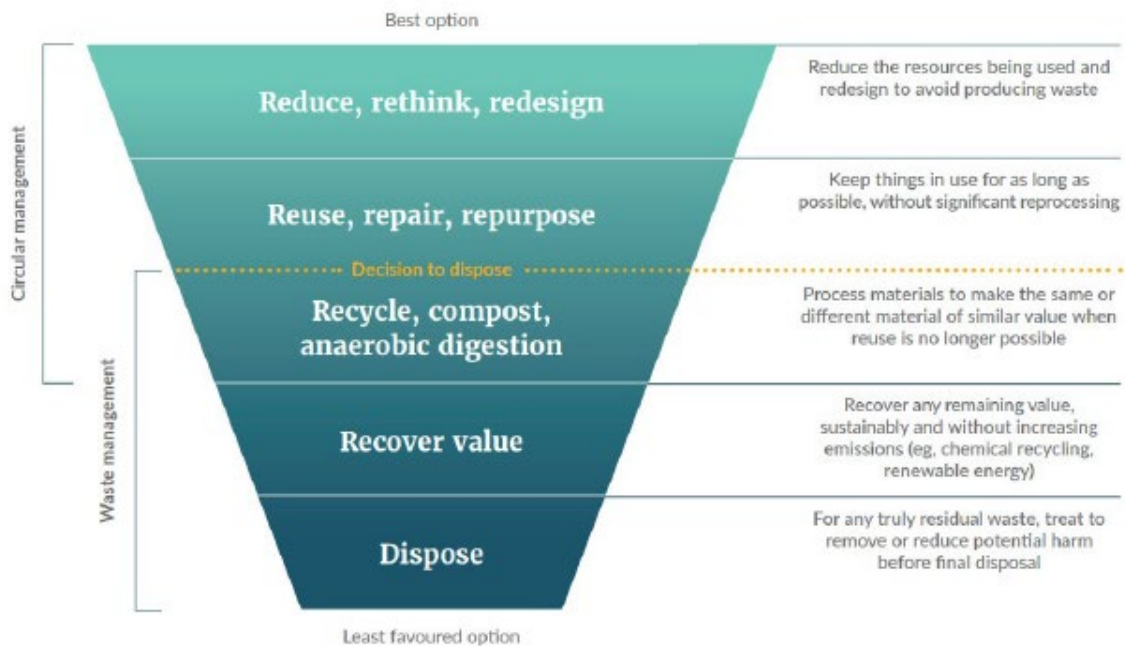 Best option
Circular management
Waste management
Reduce, rethink, redesign
Reduce the resources being used and
redesign to avoid producing waste
Reuse, repair, repurpose
Keep things in use for as long as
possible, without significant reprocessing
Decision to dispose
Recycle, compost,
anaerobic digestion
Process materials to make the same or
different material of similar value when
reuse is no longer possible
Recover value
Recover any remaining value,
sustainably and without increasing
emissions (eg, chemical recycling,
renewable energy)
Dispose
For any truly residual waste, treat to
remove or reduce potential harm
before final disposal
Least favoured option